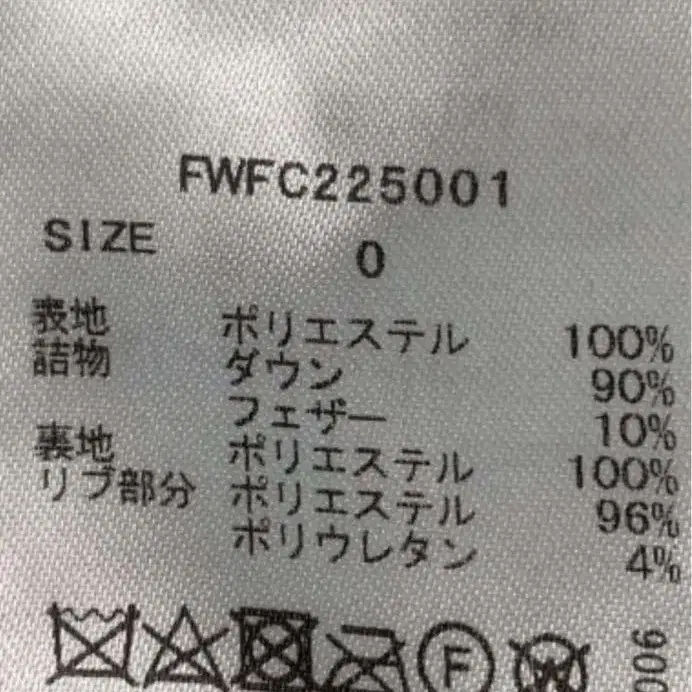 FWFC225001
SIZE 0
表地 ポリエステル 100%
詰物 ダウン 90%
フェザー 10%
裏地 ポリエステル 100%
リブ部分 ポリエステル 96%
ポリウレタン 4%
F
W